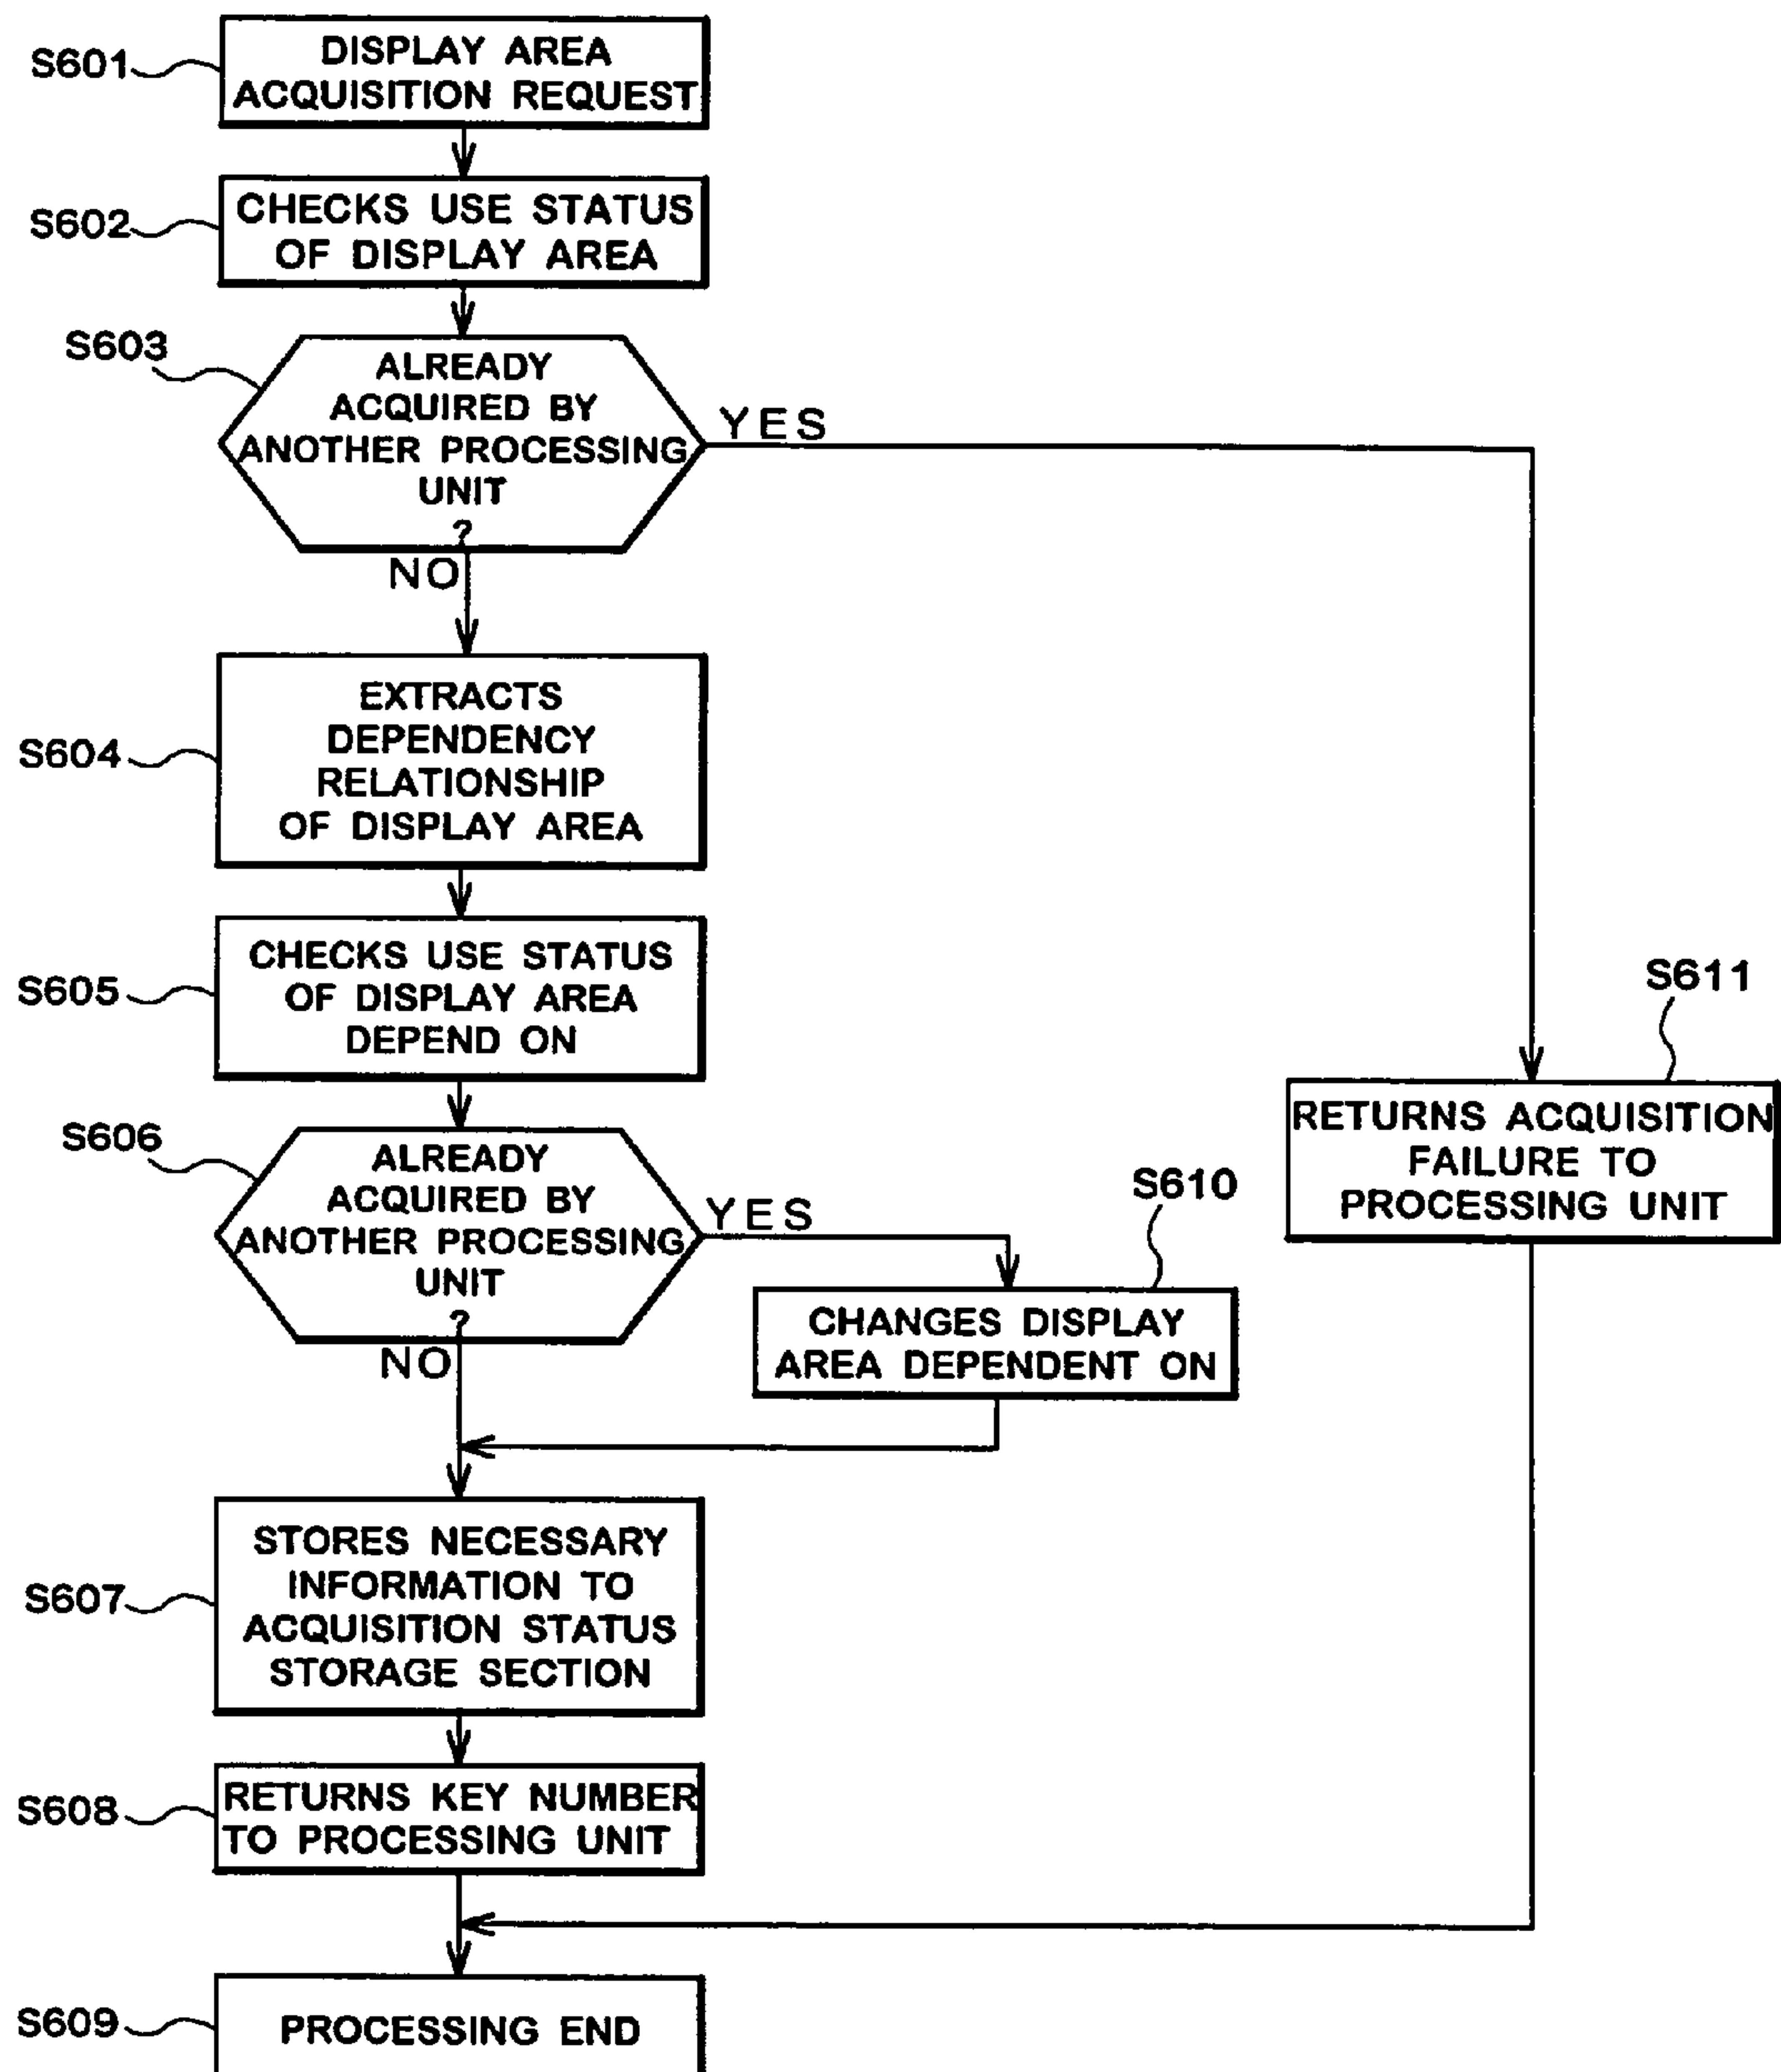 S601
DISPLAY AREA
ACQUISITION REQUEST
S602
CHECKS USE STATUS
OF DISPLAY AREA
S603
ALREADY
ACQUIRED BY
ANOTHER PROCESSING
UNIT
?
YES
NO
S604
EXTRACTS
DEPENDENCY
RELATIONSHIP
OF DISPLAY AREA
S605
CHECKS USE STATUS
OF DISPLAY AREA
DEPEND ON
S606
ALREADY
ACQUIRED BY
ANOTHER PROCESSING
UNIT
?
YES
NO
S610
CHANGES DISPLAY
AREA DEPENDENT ON
S611
RETURNS ACQUISITION
FAILURE TO
PROCESSING UNIT
S607
STORES NECESSARY
INFORMATION TO
ACQUISITION STATUS
STORAGE SECTION
S608
RETURNS KEY NUMBER
TO PROCESSING UNIT
S609
PROCESSING END